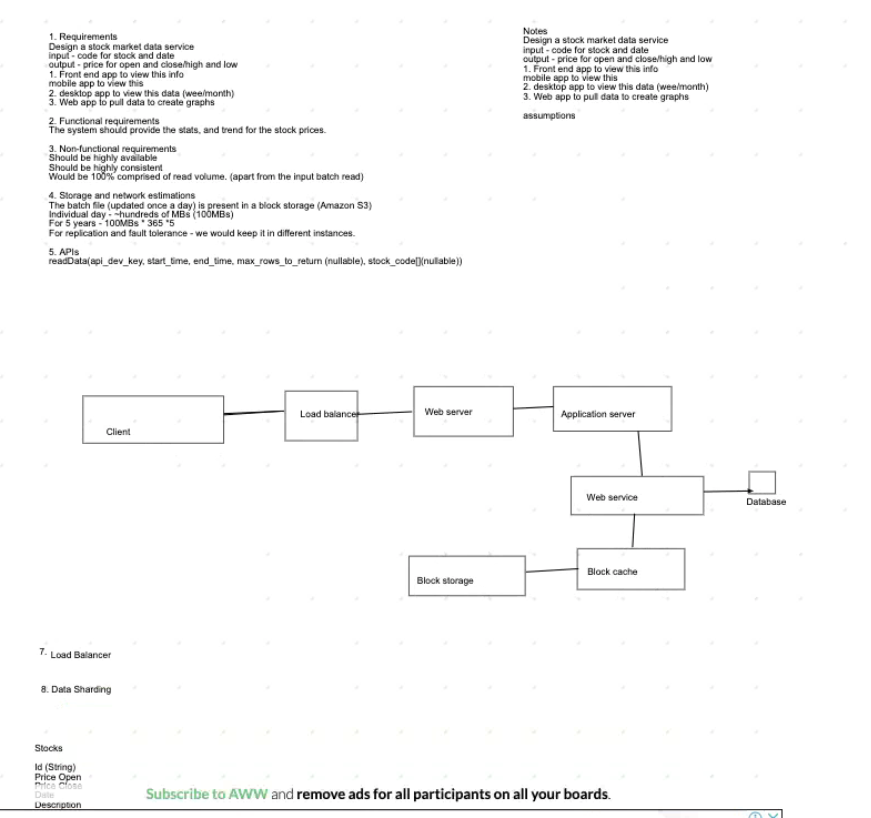 1. Requirements
Design a stock market data service
input - code for stock and date
output - price for open and close/high and low
1. Front end app to view this info
mobile app to view this
2. desktop app to view this data (wee/month)
3. Web app to pull data to create graphs
2. Functional requirements
The system should provide the stats, and trend for the stock prices.
3. Non-functional requirements
Should be highly available
Should be highly consistent
Would be 100% comprised of read volume. (apart from the input batch read)
4. Storage and network estimations
The batch file (updated once a day) is present in a block storage (Amazon S3)
Individual day - ~hundreds of MBs (100MBs)
For 5 years - 100MBs * 365 *5
For replication and fault tolerance - we would keep it in different instances.
5. APIs
readData(api_dev_key, start_time, end_time, max_rows_to_return (nullable), stock_code[](nullable))
Notes
Design a stock market data service
input - code for stock and date
output - price for open and close/high and low
1. Front end app to view this info
mobile app to view this
2. desktop app to view this data (wee/month)
3. Web app to pull data to create graphs
assumptions
Client
Load balancer
Web server
Application server
Web service
Database
Block cache
Block storage
7. Load Balancer
8. Data Sharding
Stocks
Id (String)
Price Open
Price Close
Date
Description
Subscribe to AWW and remove ads for all participants on all your boards.